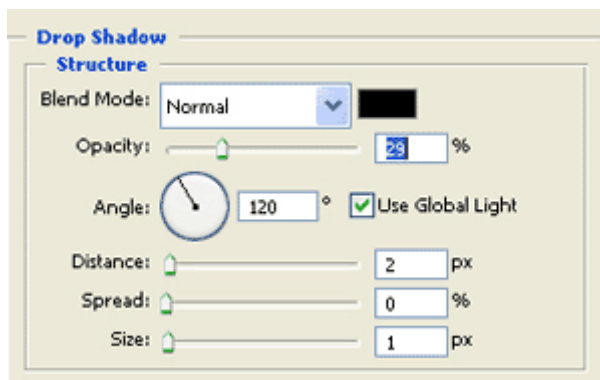 Drop Shadow
Structure
Blend Mode: Normal
Opacity: 29 %
Angle: 120 ° Use Global Light
Distance: 2 px
Spread: 0 %
Size: 1 px